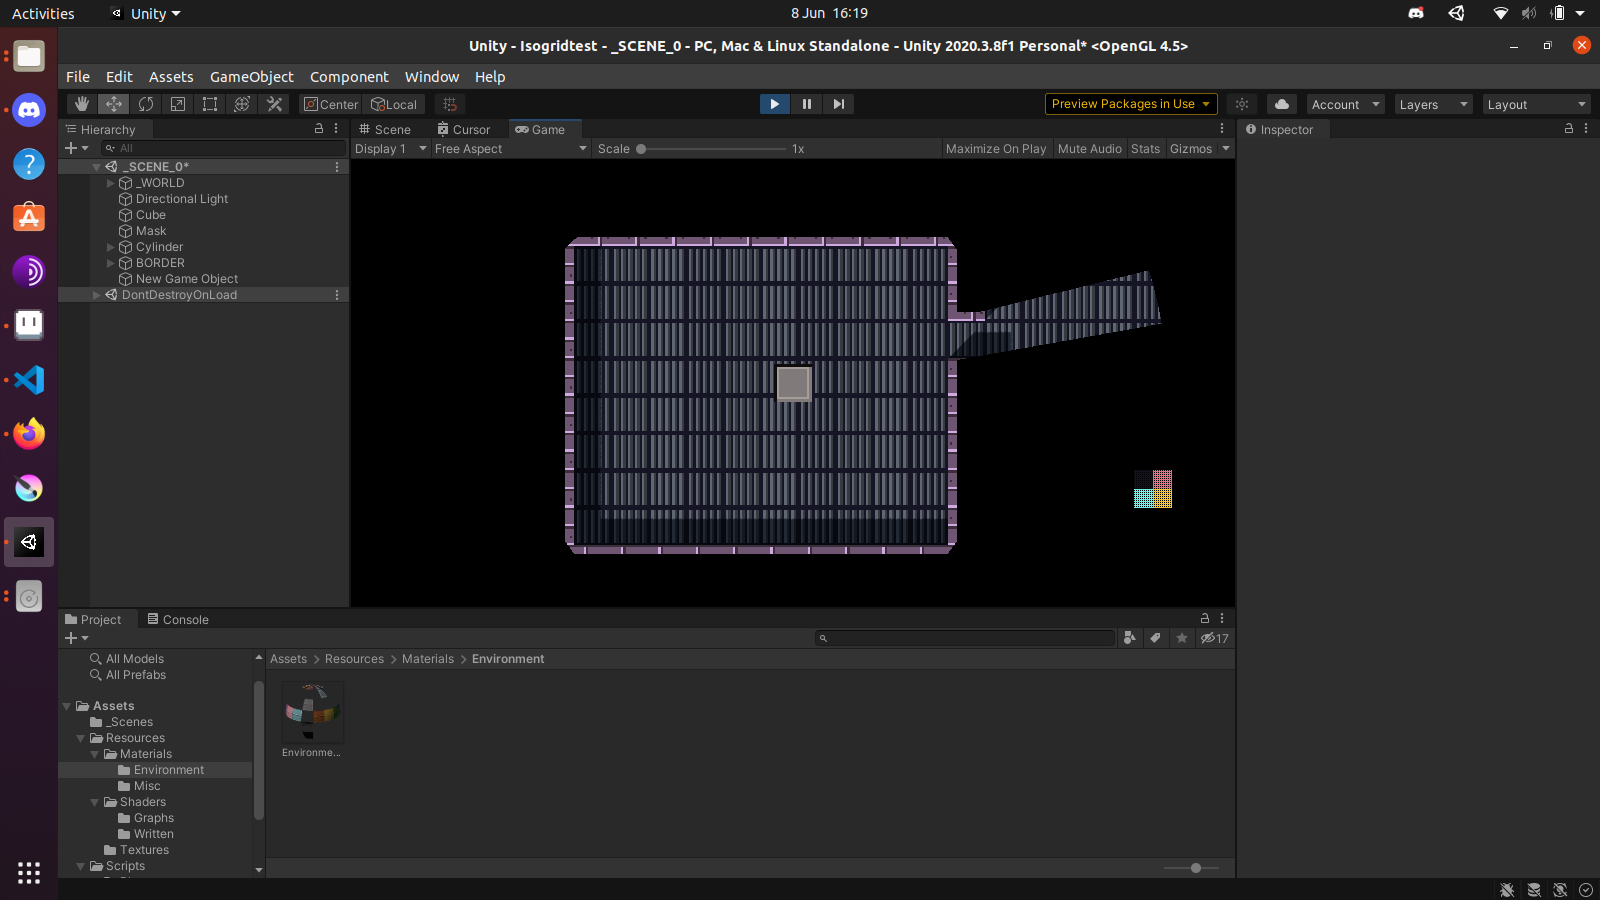 Activities Unity 8 Jun 16:19
Unity - Isogridtest - _SCENE_0 - PC, Mac & Linux Standalone - Unity 2020.3.8f1 Personal* <OpenGL 4.5>
File Edit Assets GameObject Component Window Help
Center Local Preview Packages in Use Account Layers Layout
Hierarchy Scene Cursor Game Inspector
All Display 1 Free Aspect Scale 1x Maximize On Play Mute Audio Stats Gizmos
_SCENE_0*
_WORLD
Directional Light
Cube
Mask
Cylinder
BORDER
New Game Object
DontDestroyOnLoad
Project Console
17
All Models
All Prefabs
Assets
_Scenes
Resources
Materials
Environment
Misc
Shaders
Graphs
Written
Textures
Scripts
Assets > Resources > Materials > Environment
Environme...